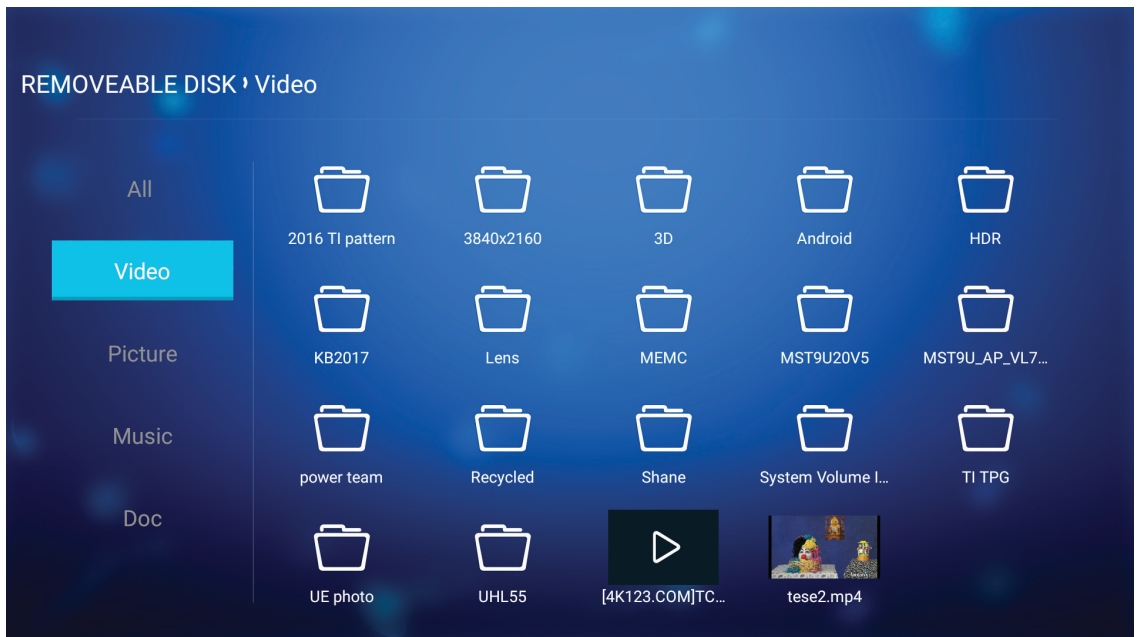 REMOVEABLE DISK › Video
All
Video
Picture
Music
Doc
2016 TI pattern
3840x2160
3D
Android
HDR
KB2017
Lens
MEMC
MST9U20V5
MST9U_AP_VL7...
power team
Recycled
Shane
System Volume I...
TI TPG
UE photo
UHL55
[4K123.COM]TC...
tese2.mp4